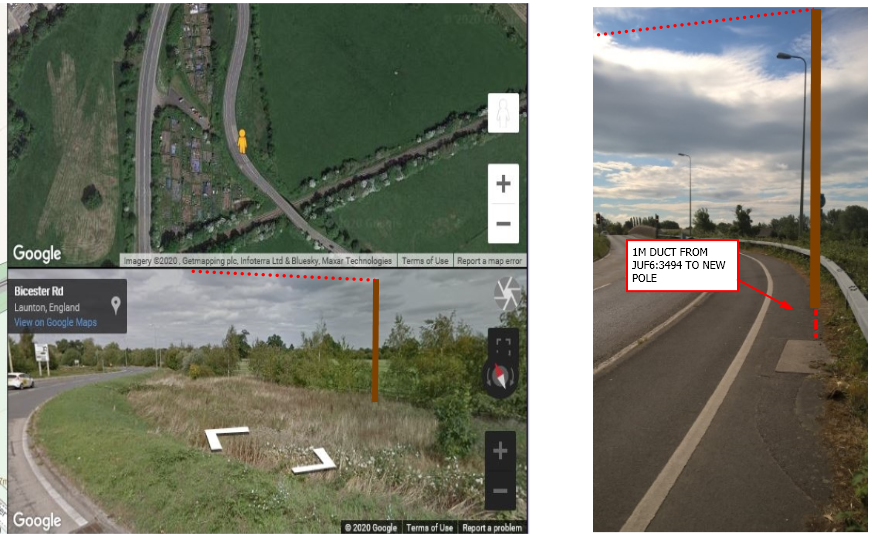 © 2020 Google
Google
Imagery ©2020 , Getmapping plc, Infoterra Ltd & Bluesky, Maxar Technologies
Terms of Use
Report a map error
Bicester Rd
Launton, England
View on Google Maps
Google
© 2020 Google
Terms of Use
Report a problem
1M DUCT FROM
JUF6:3494 TO NEW
POLE